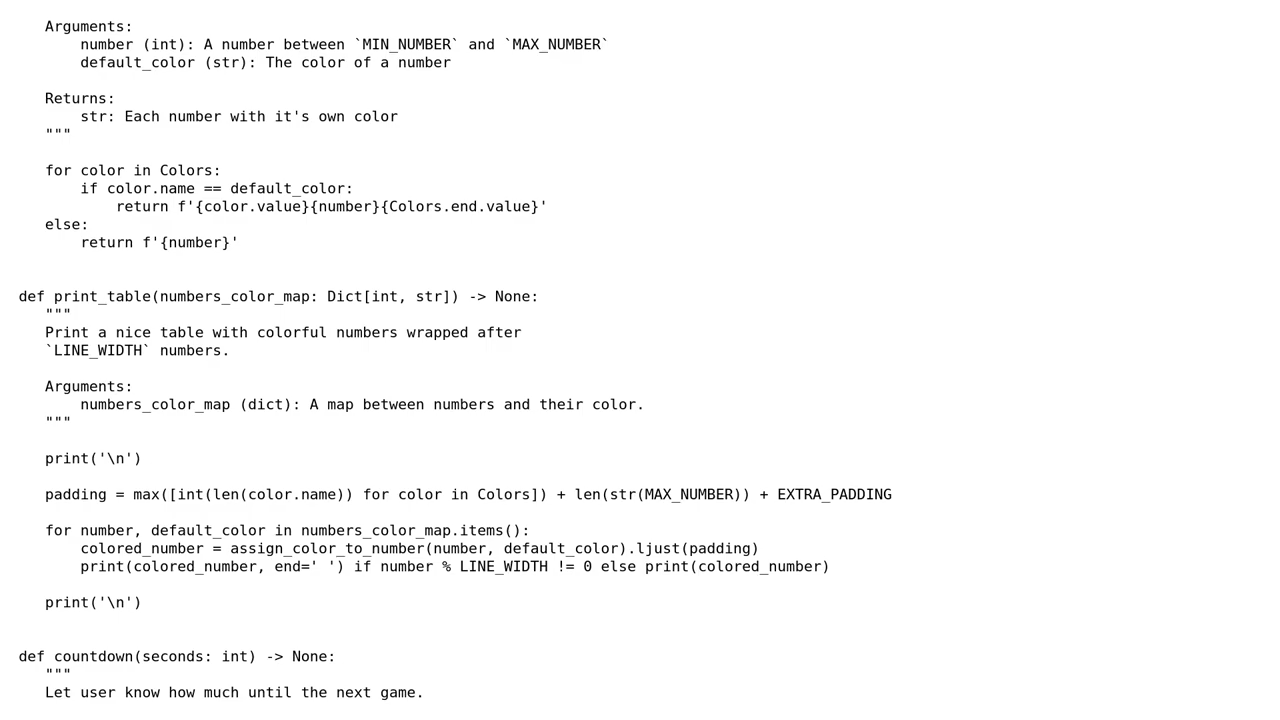 Arguments:
number (int): A number between `MIN_NUMBER` and `MAX_NUMBER`
default_color (str): The color of a number
Returns:
str: Each number with it's own color
"""
for color in Colors:
if color.name == default_color:
return f'{color.value}{number}{Colors.end.value}'
else:
return f'{number}'
def print_table(numbers_color_map: Dict[int, str]) -> None:
"""
Print a nice table with colorful numbers wrapped after
`LINE_WIDTH` numbers.
Arguments:
numbers_color_map (dict): A map between numbers and their color.
"""
print('\n')
padding = max([int(len(color.name)) for color in Colors]) + len(str(MAX_NUMBER)) + EXTRA_PADDING
for number, default_color in numbers_color_map.items():
colored_number = assign_color_to_number(number, default_color).ljust(padding)
print(colored_number, end=' ') if number % LINE_WIDTH != 0 else print(colored_number)
print('\n')
def countdown(seconds: int) -> None:
"""
Let user know how much until the next game.